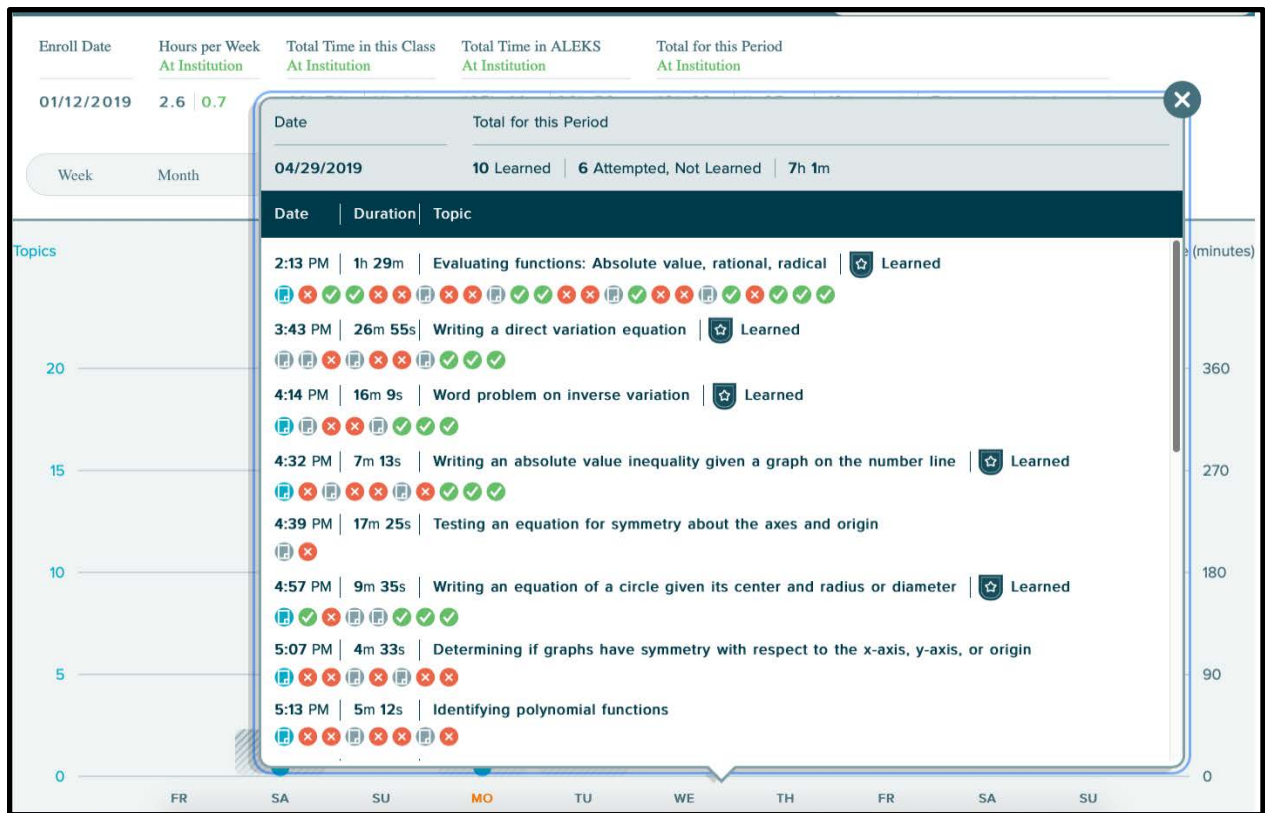 Enroll Date Hours per Week Total Time in this Class Total Time in ALEKS Total for this Period
At Institution At Institution At Institution At Institution
01/12/2019 2.6 0.7
Week Month
Date Total for this Period
04/29/2019 10 Learned 6 Attempted, Not Learned 7h 1m
Date Duration Topic
Topics
(minutes)
2:13 PM 1h 29m Evaluating functions: Absolute value, rational, radical Learned
3:43 PM 26m 55s Writing a direct variation equation Learned
20 360
4:14 PM 16m 9s Word problem on inverse variation Learned
4:32 PM 7m 13s Writing an absolute value inequality given a graph on the number line Learned
15 270
4:39 PM 17m 25s Testing an equation for symmetry about the axes and origin
10 180
4:57 PM 9m 35s Writing an equation of a circle given its center and radius or diameter Learned
5:07 PM 4m 33s Determining if graphs have symmetry with respect to the x-axis, y-axis, or origin
5 90
5:13 PM 5m 12s Identifying polynomial functions
0 0
FR SA SU MO TU WE TH FR SA SU